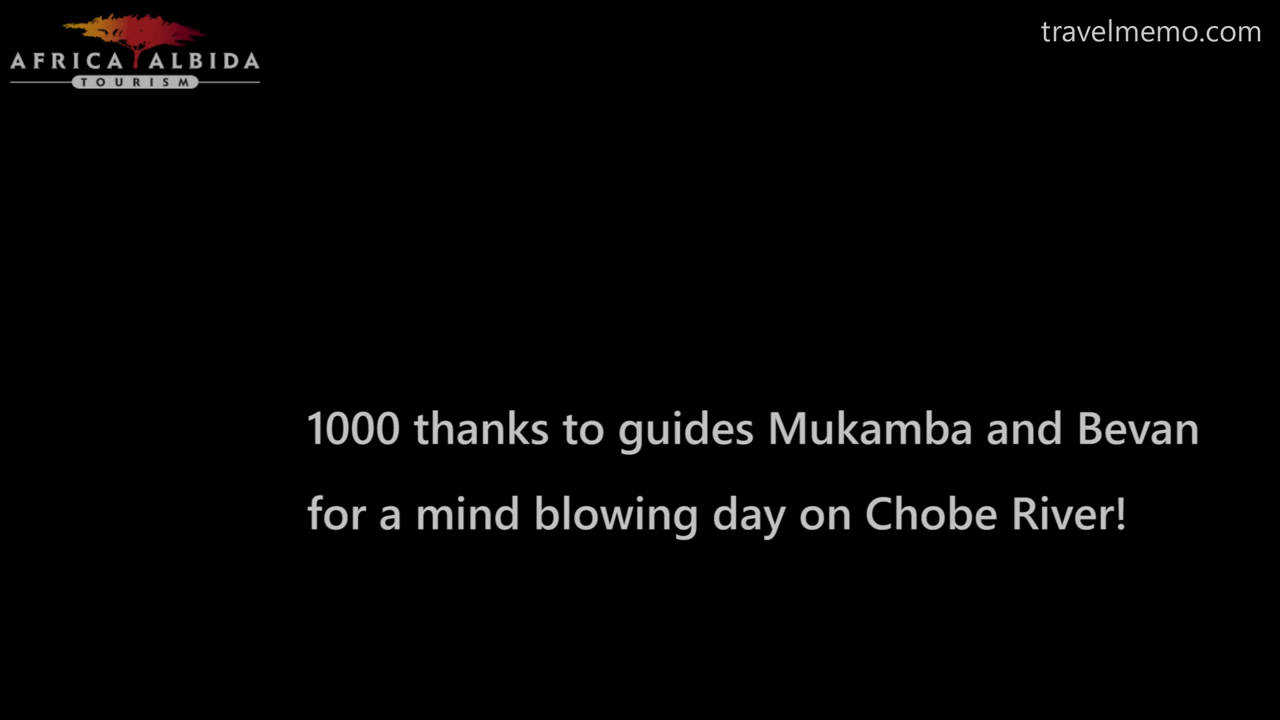 AFRICA ALBIDA
TOURISM
travelmemo.com
1000 thanks to guides Mukamba and Bevan
for a mind blowing day on Chobe River!